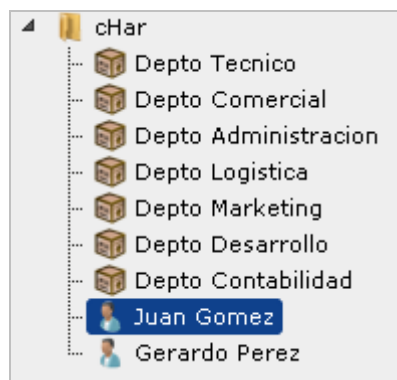 cHar
Depto Tecnico
Depto Comercial
Depto Administracion
Depto Logistica
Depto Marketing
Depto Desarrollo
Depto Contabilidad
Juan Gomez
Gerardo Perez